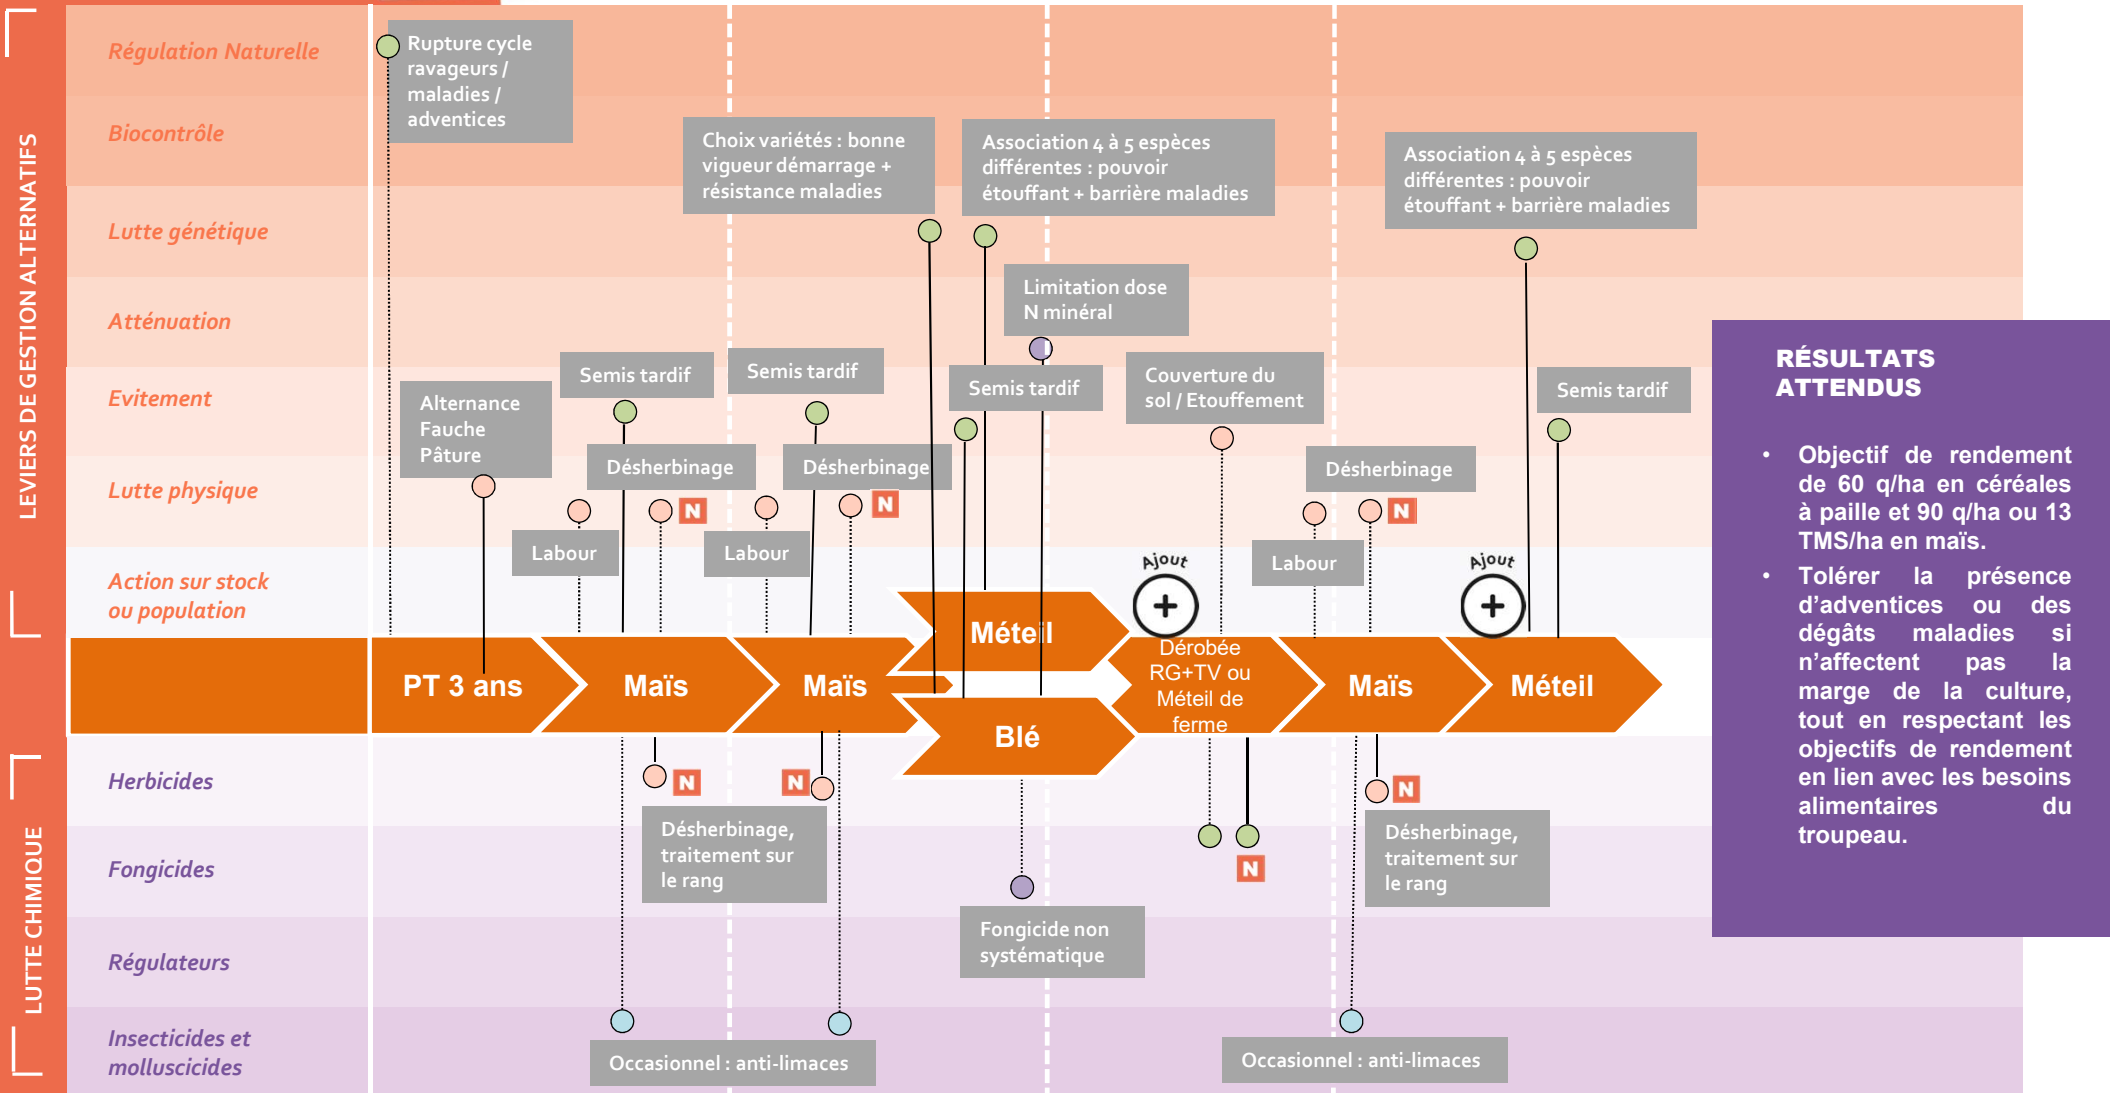 LEVIERS DE GESTION ALTERNATIFS
Régulation Naturelle
Biocontrôle
Lutte génétique
Atténuation
Evitement
Lutte physique
Action sur stock
ou population
Rupture cycle
ravageurs /
maladies /
adventices
Choix variétés : bonne
vigueur démarrage +
résistance maladies
Association 4 à 5 espèces
différentes : pouvoir
étouffant + barrière maladies
Association 4 à 5 espèces
différentes : pouvoir
étouffant + barrière maladies
Limitation dose
N minéral
Alternance
Fauche
Pâture
Semis tardif
Semis tardif
Semis tardif
Couverture du
sol / Etouffement
Semis tardif
Désherbinage
Désherbinage
Désherbinage
N
N
N
Labour
Labour
Labour
Ajout
+
Ajout
+
PT 3 ans
Maïs
Maïs
Méteil
Blé
Dérobée
RG+TV ou
Méteil de
ferme
Maïs
Méteil
LUTTE CHIMIQUE
Herbicides
Fongicides
Régulateurs
Insecticides et
molluscicides
N
N
N
N
Désherbinage,
traitement sur
le rang
Désherbinage,
traitement sur
le rang
Fongicide non
systématique
Occasionnel : anti-limaces
Occasionnel : anti-limaces
RÉSULTATS
ATTENDUS
• Objectif de rendement
de 60 q/ha en céréales
à paille et 90 q/ha ou 13
TMS/ha en maïs.
• Tolérer la présence
d'adventices ou des
dégâts maladies si
n'affectent pas la
marge de la culture,
tout en respectant les
objectifs de rendement
en lien avec les besoins
alimentaires du
troupeau.